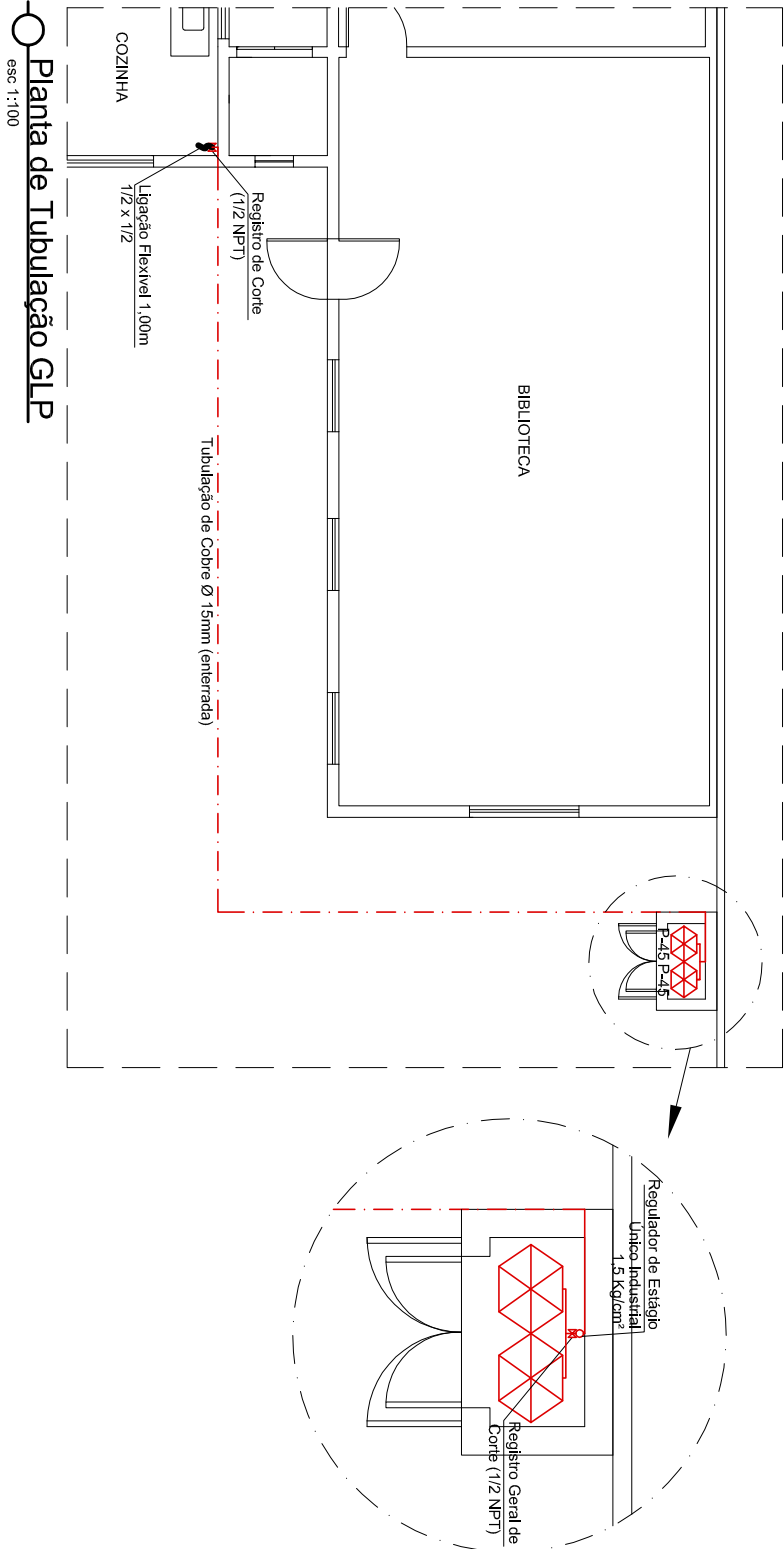 Planta de Tubulação GLP
esc 1:100
COZINHA
Ligação Flexivel 1,00m
1/2 x 1/2
Registro de Corte
(1/2 NPT)
BIBLIOTECA
Tubulação de Cobre Ø 15mm (enterrada)
P-45 P-45
Regulador de Estágio
Único Industrial
1,5 Kg/cm²
Registro Geral de
Corte (1/2 NPT)